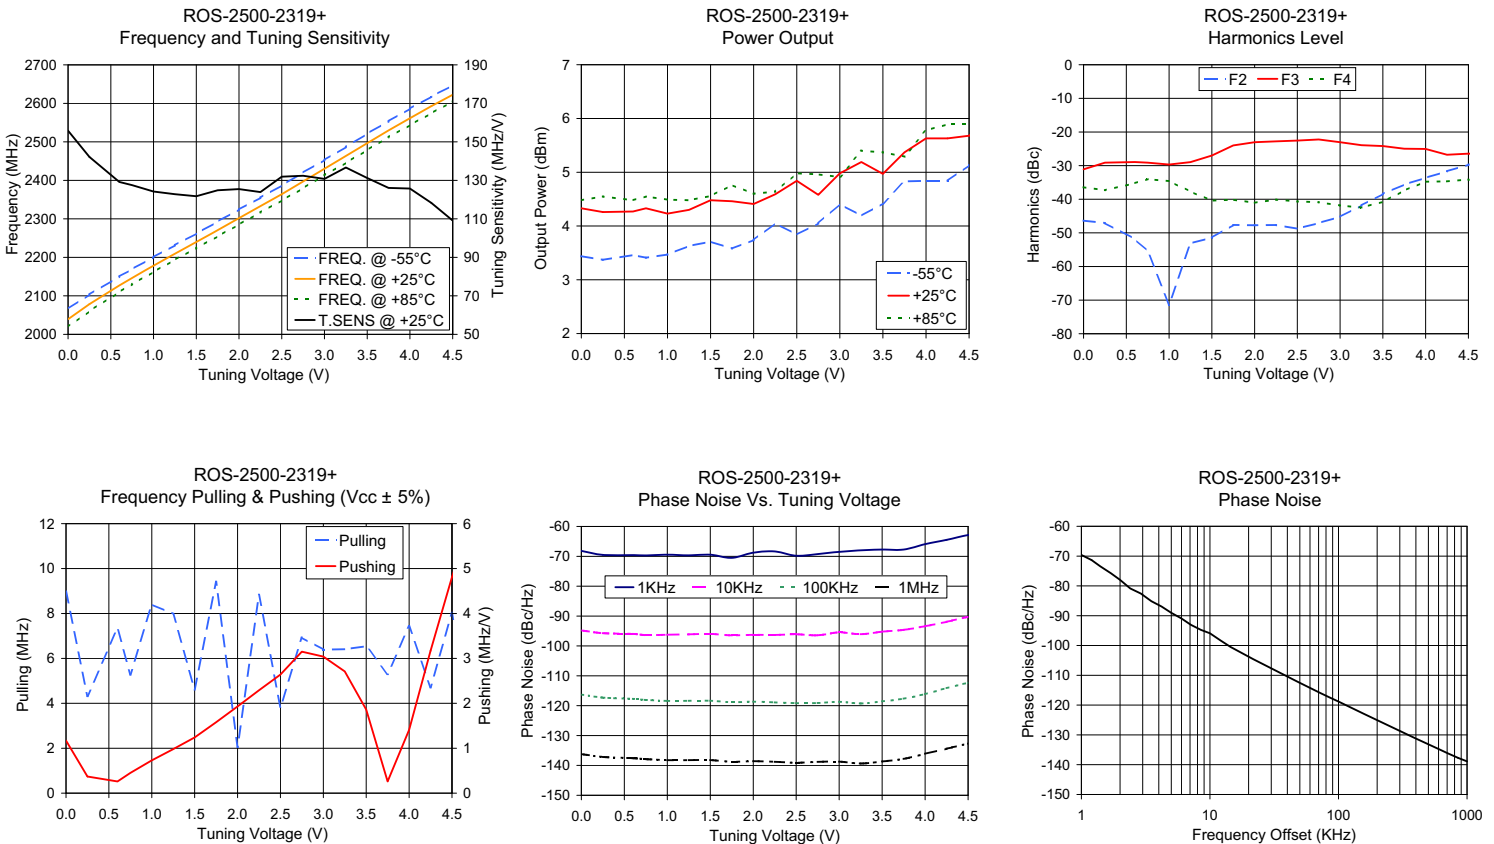 ROS-2500-2319+
Frequency and Tuning Sensitivity
2700
2600
2500
2400
2300
2200
2100
2000
190
170
150
130
110
90
70
50
Frequency (MHz)
Tuning Sensitivity (MHz/V)
FREQ. @ -55°C
FREQ. @ +25°C
FREQ. @ +85°C
T.SENS @ +25°C
0.0 0.5 1.0 1.5 2.0 2.5 3.0 3.5 4.0 4.5
Tuning Voltage (V)
ROS-2500-2319+
Power Output
7
6
5
4
3
2
Output Power (dBm)
-55°C
+25°C
+85°C
0.0 0.5 1.0 1.5 2.0 2.5 3.0 3.5 4.0 4.5
Tuning Voltage (V)
ROS-2500-2319+
Harmonics Level
0
-10
-20
-30
-40
-50
-60
-70
-80
Harmonics (dBc)
F2 F3 F4
0.0 0.5 1.0 1.5 2.0 2.5 3.0 3.5 4.0 4.5
Tuning Voltage (V)
ROS-2500-2319+
Frequency Pulling & Pushing (Vcc ± 5%)
12
10
8
6
4
2
0
6
5
4
3
2
1
0
Pulling (MHz)
Pushing (MHz/V)
Pulling
Pushing
0.0 0.5 1.0 1.5 2.0 2.5 3.0 3.5 4.0 4.5
Tuning Voltage (V)
ROS-2500-2319+
Phase Noise Vs. Tuning Voltage
-60
-70
-80
-90
-100
-110
-120
-130
-140
-150
Phase Noise (dBc/Hz)
1KHz 10KHz 100KHz 1MHz
0.0 0.5 1.0 1.5 2.0 2.5 3.0 3.5 4.0 4.5
Tuning Voltage (V)
ROS-2500-2319+
Phase Noise
-60
-70
-80
-90
-100
-110
-120
-130
-140
-150
Phase Noise (dBc/Hz)
1 10 100 1000
Frequency Offset (KHz)